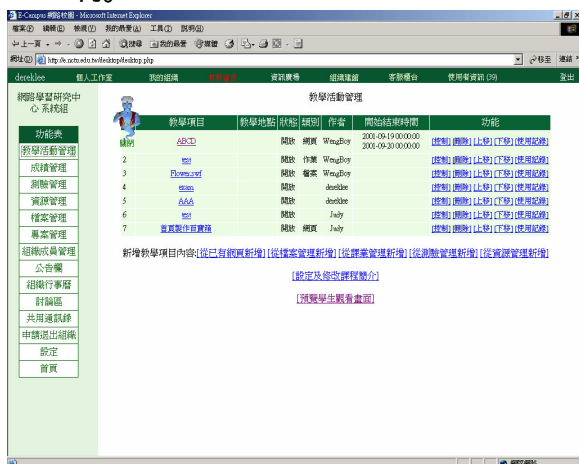 E-Campus 網路校園 - Microsoft Internet Explorer
檔案(F) 編輯(E) 檢視(V) 我的最愛(A) 工具(T) 說明(H)
上一頁 搜尋 我的最愛 媒體
網址(D) http://e.nctu.edu.tw/desktop/desktop.php 移至 連結
dereklee 個人工作室 我的組織 資訊廣場 組織建館 客服櫃台 使用者資訊 (39) 登出
網路學習研究中心 系統組
功能表
教學活動管理
成績管理
測驗管理
資源管理
檔案管理
專案管理
組織成員管理
公告欄
組織行事曆
討論區
共用通訊錄
申請退出組織
設定
首頁
教學活動管理
教學項目 教學地點 狀態 類別 作者 開始結束時間 功能
關閉 ABCD 開放 網頁 WengBoy 2001-09-19 00:00:00 2001-09-20 00:00:00 [控制] [刪除] [上移] [下移] [使用記錄]
2 test 開放 作業 WengBoy [控制] [刪除] [上移] [下移] [使用記錄]
3 Flower.swf 開放 檔案 WengBoy [控制] [刪除] [上移] [下移] [使用記錄]
4 開放 dereklee [控制] [刪除] [上移] [下移] [使用記錄]
5 AAA 開放 dereklee [控制] [刪除] [上移] [下移] [使用記錄]
6 test 開放 Judy [控制] [刪除] [上移] [下移] [使用記錄]
7 首頁製作百寶箱 開放 網頁 Judy [控制] [刪除] [上移] [下移] [使用記錄]
新增教學項目內容:[從已有網頁新增] [從檔案管理新增] [從課業管理新增] [從測驗管理新增] [從資源管理新增]
[設定及修改課程簡介]
[預覽學生觀看畫面]